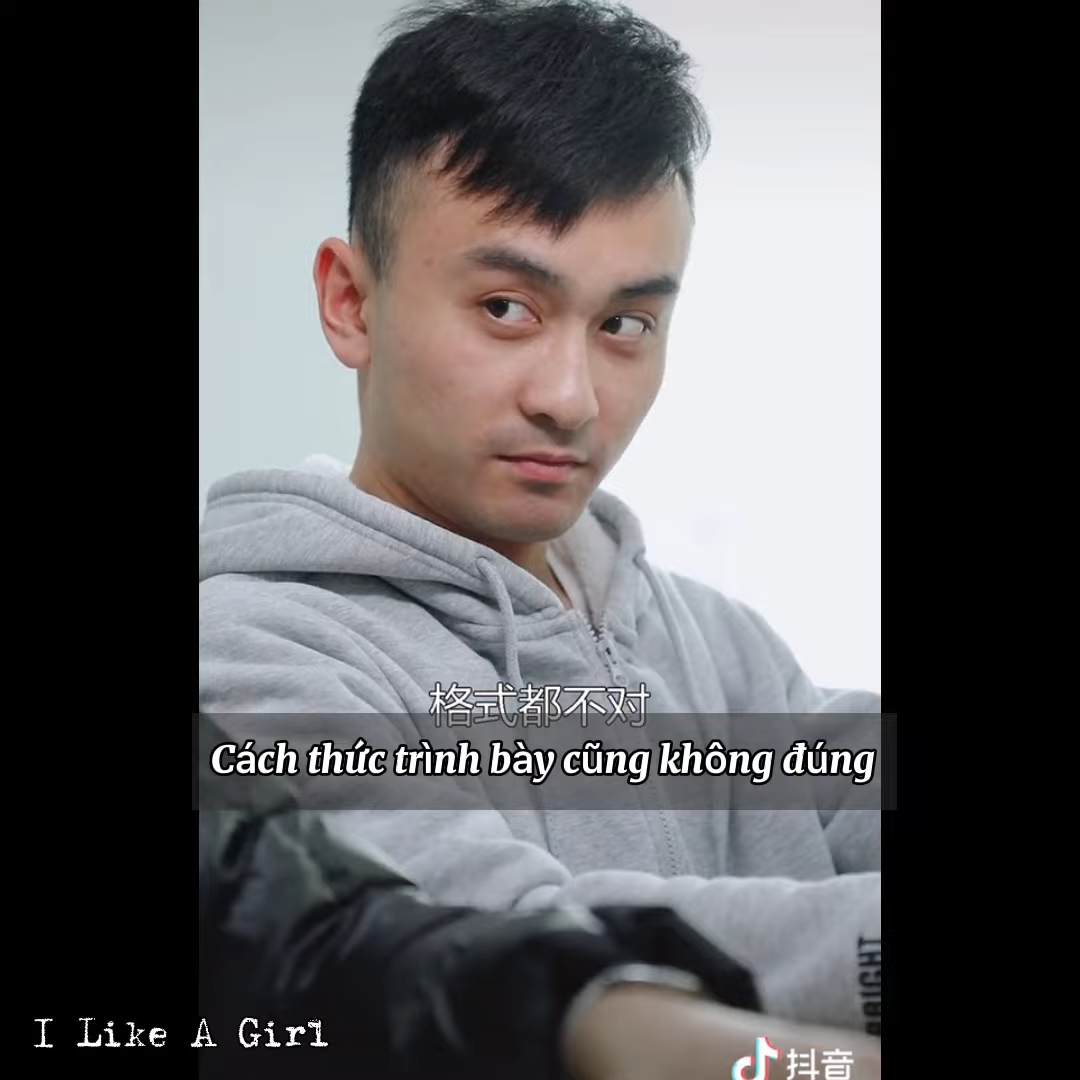 格式都不对
Cách thức trình bày cũng không đúng
I Like A Girl
抖音